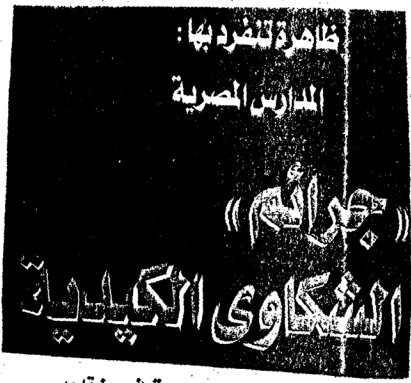 ظاهرة تنفرد بها:
المدارس المصرية
«جرائم»
الشكاوى الكيدية